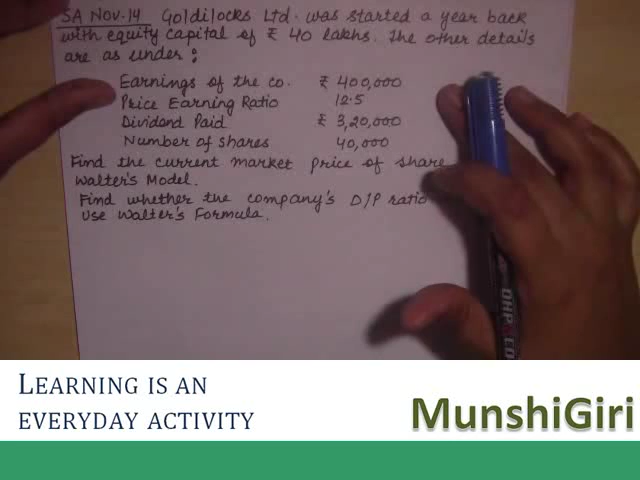 SA Nov.14 Goldilocks Ltd. was started a year back
with equity capital of ₹ 40 lakhs. The other details
are as under:
Earnings of the co. ₹ 400,000
Price Earning Ratio 12.5
Dividend Paid ₹ 3,20,000
Number of shares 40,000
Find the current market price of share
Walter's Model.
Find whether the company's D/P ratio
Use Walter's Formula.
OHP
LEARNING IS AN
EVERYDAY ACTIVITY
MunshiGiri